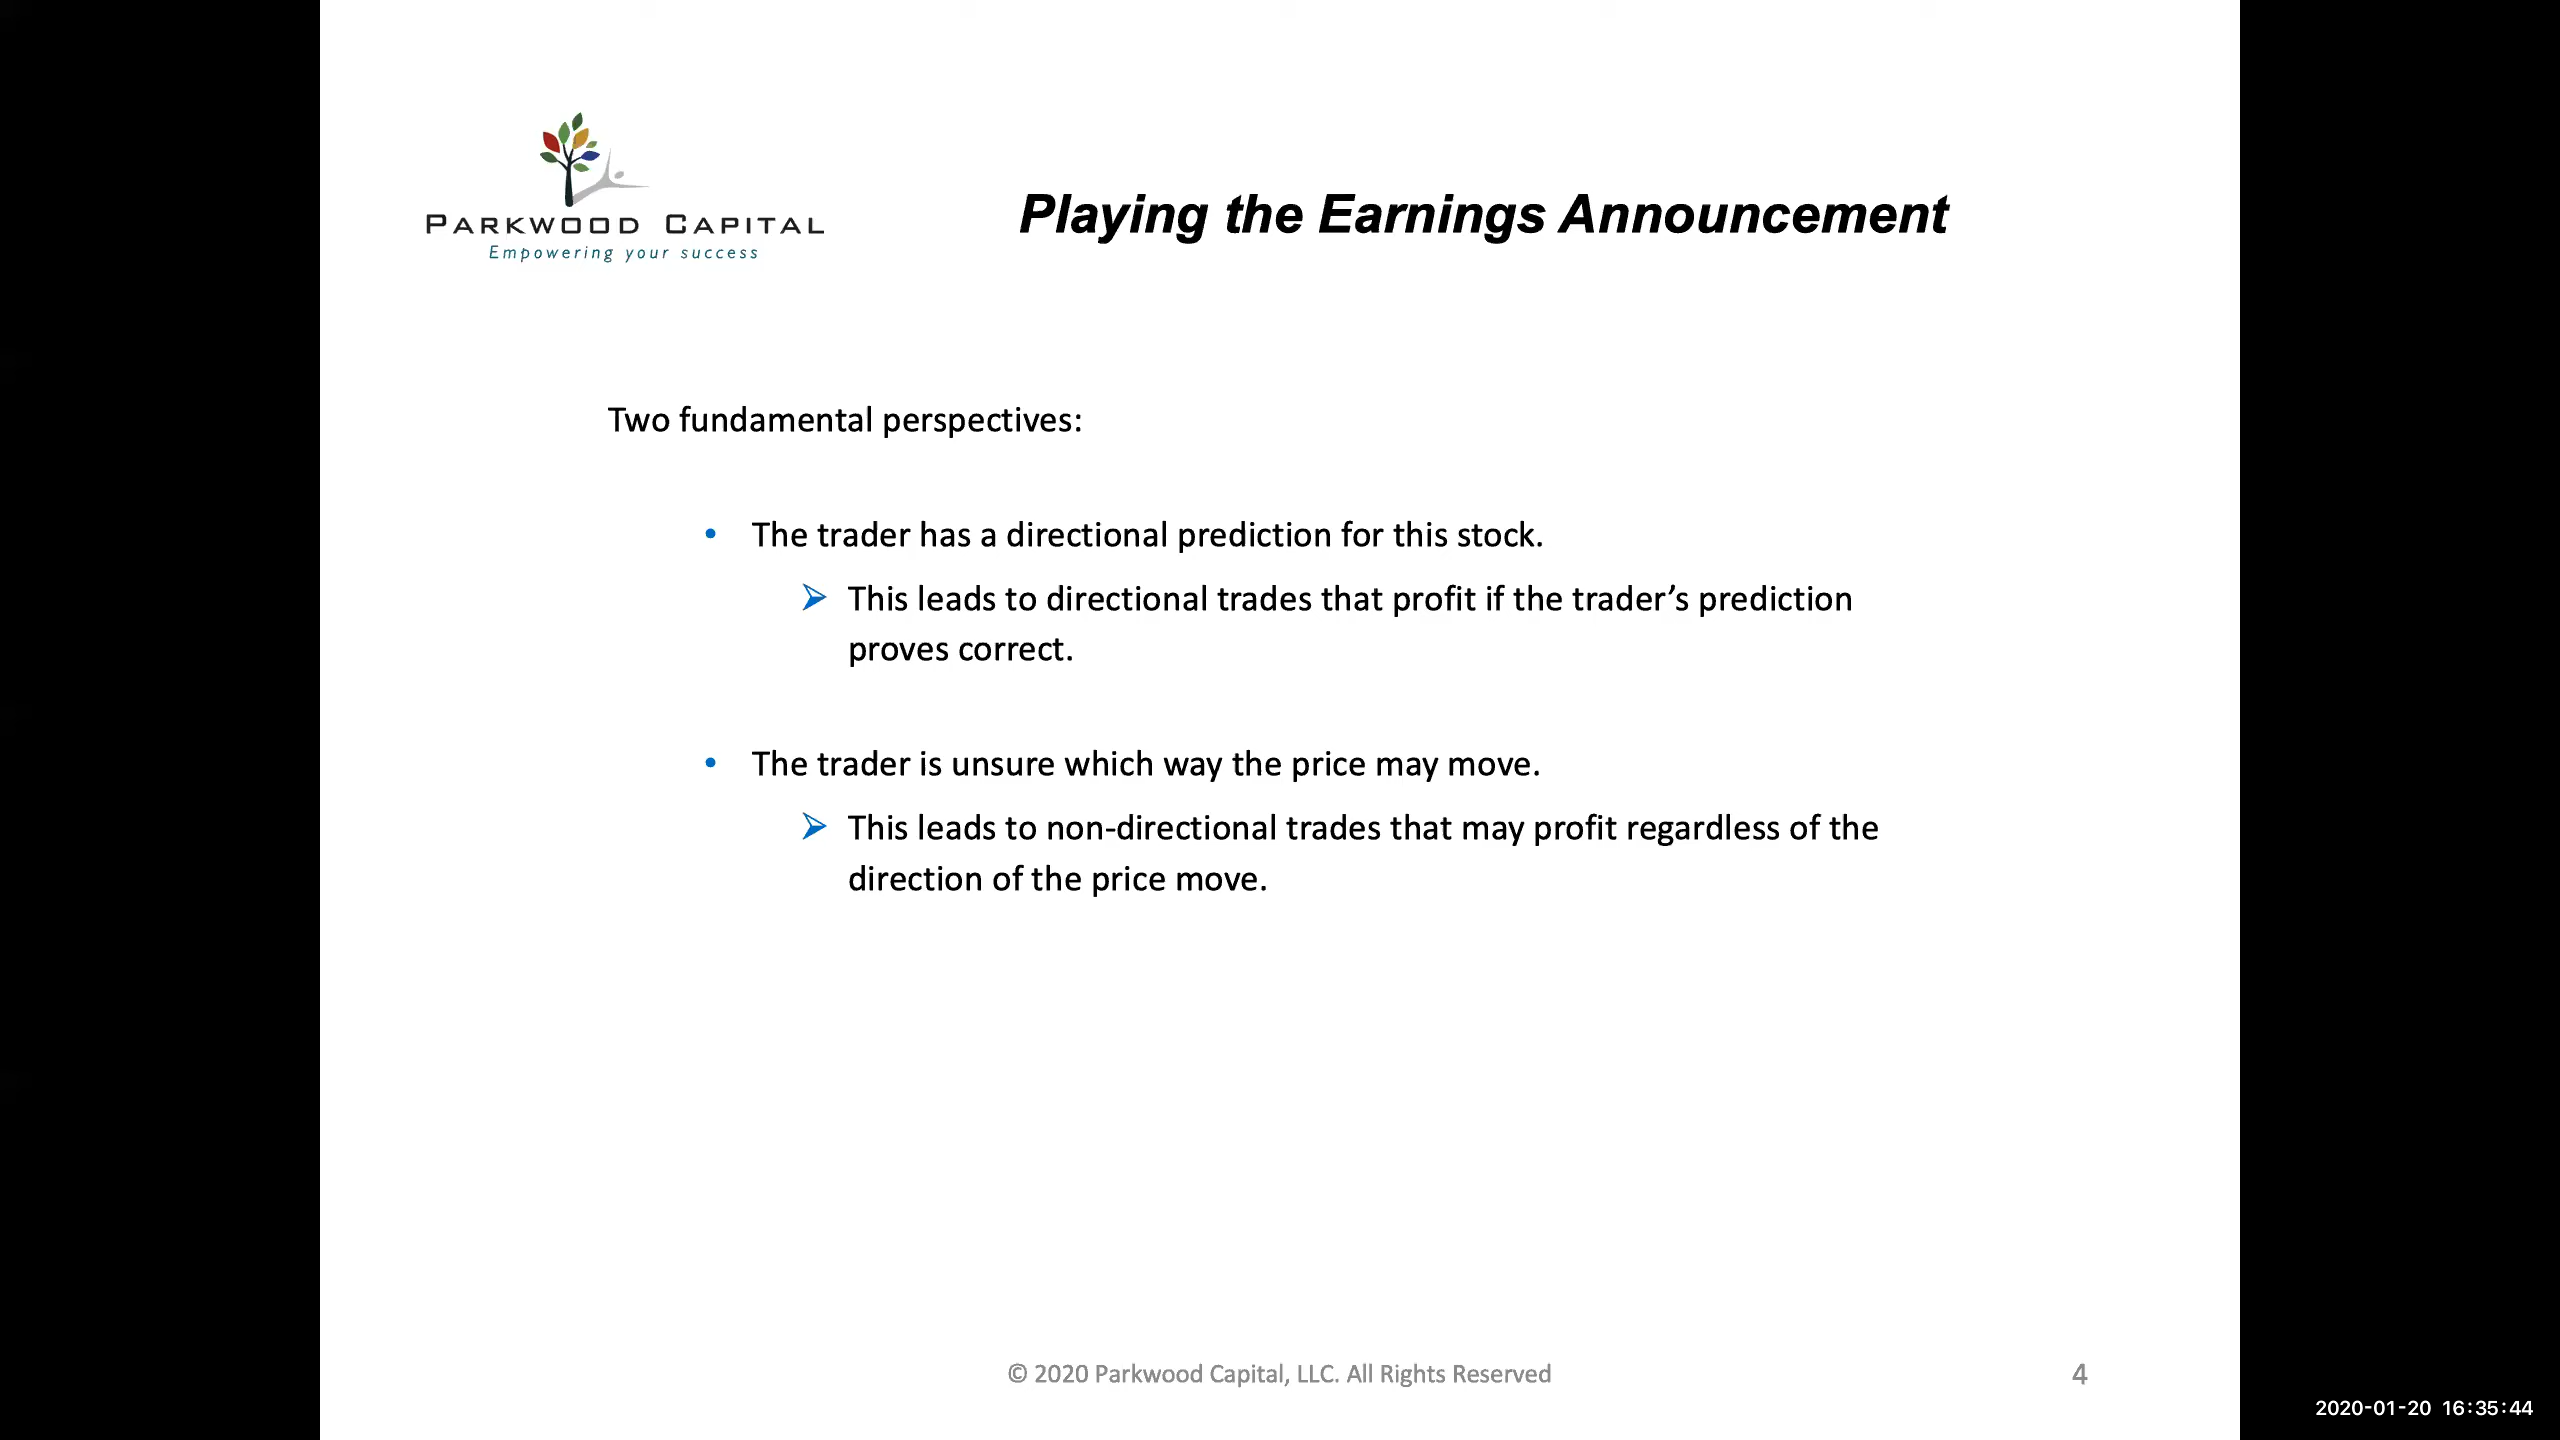 PARKWOOD CAPITAL
Empowering your success
Playing the Earnings Announcement
Two fundamental perspectives:
• The trader has a directional prediction for this stock.
➢ This leads to directional trades that profit if the trader’s prediction
proves correct.
• The trader is unsure which way the price may move.
➢ This leads to non-directional trades that may profit regardless of the
direction of the price move.
© 2020 Parkwood Capital, LLC. All Rights Reserved
4
2020-01-20 16:35:44